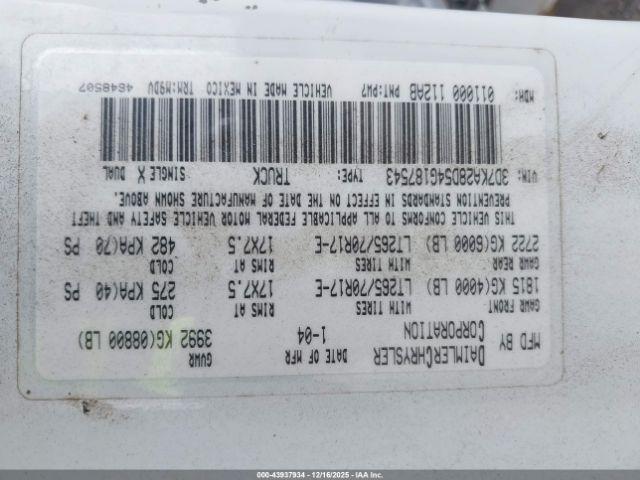 MFD BY DAIMLERCHRYSLER CORPORATION DATE OF MFR 1-04 GVWR 3992 KG(08800 LB)
GAWR FRONT WITH TIRES RIMS AT COLD
1815 KG(4000 LB) LT265/70R17-E 17X7.5 275 KPA(40 PS
GAWR REAR WITH TIRES RIMS AT COLD
2722 KG(6000 LB) LT265/70R17-E 17X7.5 482 KPA(70 PS
THIS VEHICLE CONFORMS TO ALL APPLICABLE FEDERAL MOTOR VEHICLE SAFETY AND THEFT
PREVENTION STANDARDS IN EFFECT ON THE DATE OF MANUFACTURE SHOWN ABOVE.
VIN: 3D7KA28D54G187543 TYPE: TRUCK SINGLE X DUAL
MDH: 011000 112AB PNT:PW7 VEHICLE MADE IN MEXICO TRM:M9DV 4648507
000-43937934 | 12/16/2025 | IAAI.com